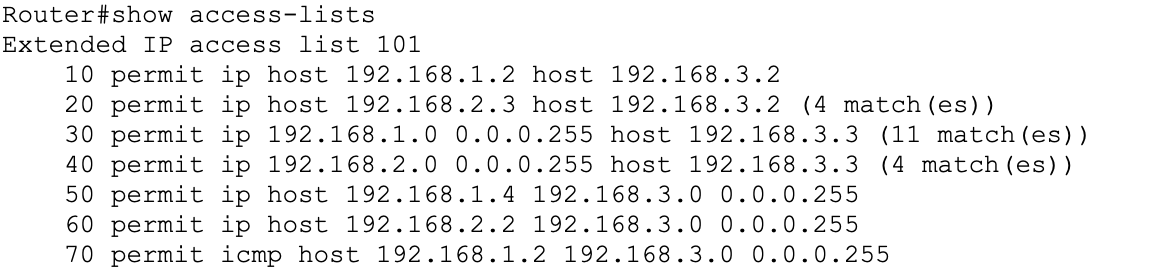 Router#show access-lists
Extended IP access list 101
    10 permit ip host 192.168.1.2 host 192.168.3.2
    20 permit ip host 192.168.2.3 host 192.168.3.2 (4 match(es))
    30 permit ip 192.168.1.0 0.0.0.255 host 192.168.3.3 (11 match(es))
    40 permit ip 192.168.2.0 0.0.0.255 host 192.168.3.3 (4 match(es))
    50 permit ip host 192.168.1.4 192.168.3.0 0.0.0.255
    60 permit ip host 192.168.2.2 192.168.3.0 0.0.0.255
    70 permit icmp host 192.168.1.2 192.168.3.0 0.0.0.255